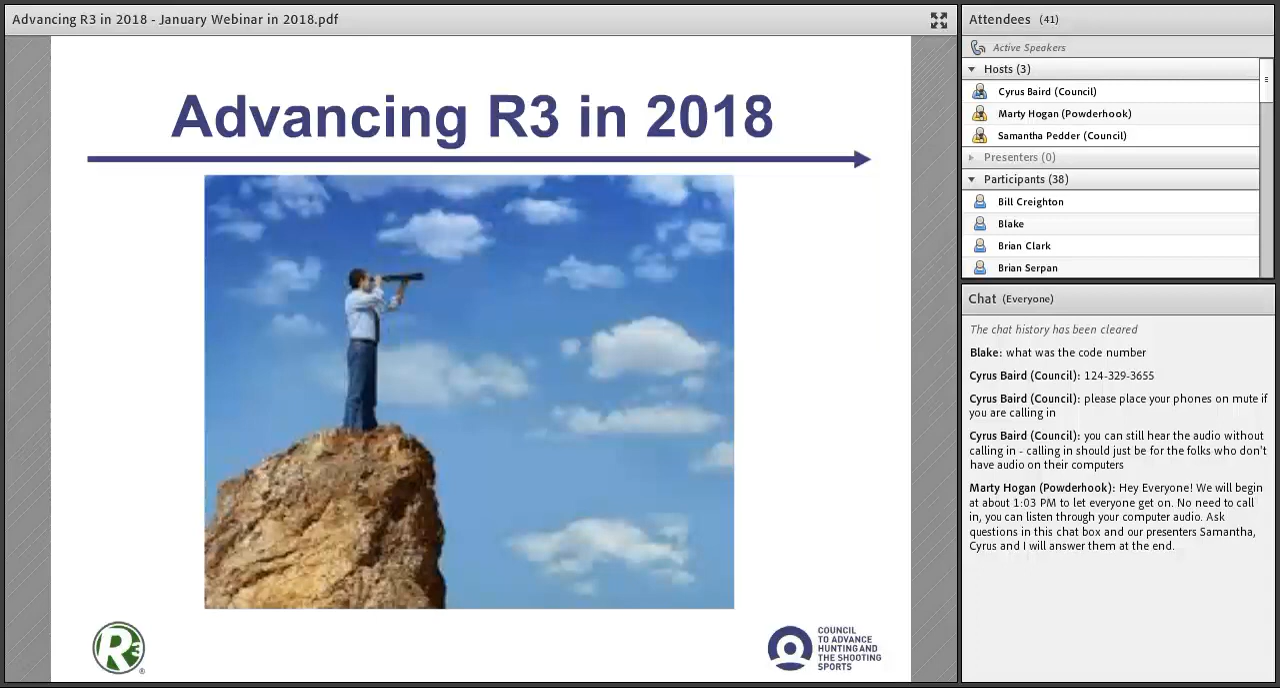 Advancing R3 in 2018 - January Webinar in 2018.pdf
Advancing R3 in 2018
R3
®
COUNCIL
TO ADVANCE
HUNTING AND
THE SHOOTING
SPORTS
Attendees (41)
Active Speakers
Hosts (3)
Cyrus Baird (Council)
Marty Hogan (Powderhook)
Samantha Pedder (Council)
Presenters (0)
Participants (38)
Bill Creighton
Blake
Brian Clark
Brian Serpan
Chat (Everyone)
The chat history has been cleared
Blake: what was the code number
Cyrus Baird (Council): 124-329-3655
Cyrus Baird (Council): please place your phones on mute if
you are calling in
Cyrus Baird (Council): you can still hear the audio without
calling in - calling in should just be for the folks who don't
have audio on their computers
Marty Hogan (Powderhook): Hey Everyone! We will begin
at about 1:03 PM to let everyone get on. No need to call
in, you can listen through your computer audio. Ask
questions in this chat box and our presenters Samantha,
Cyrus and I will answer them at the end.